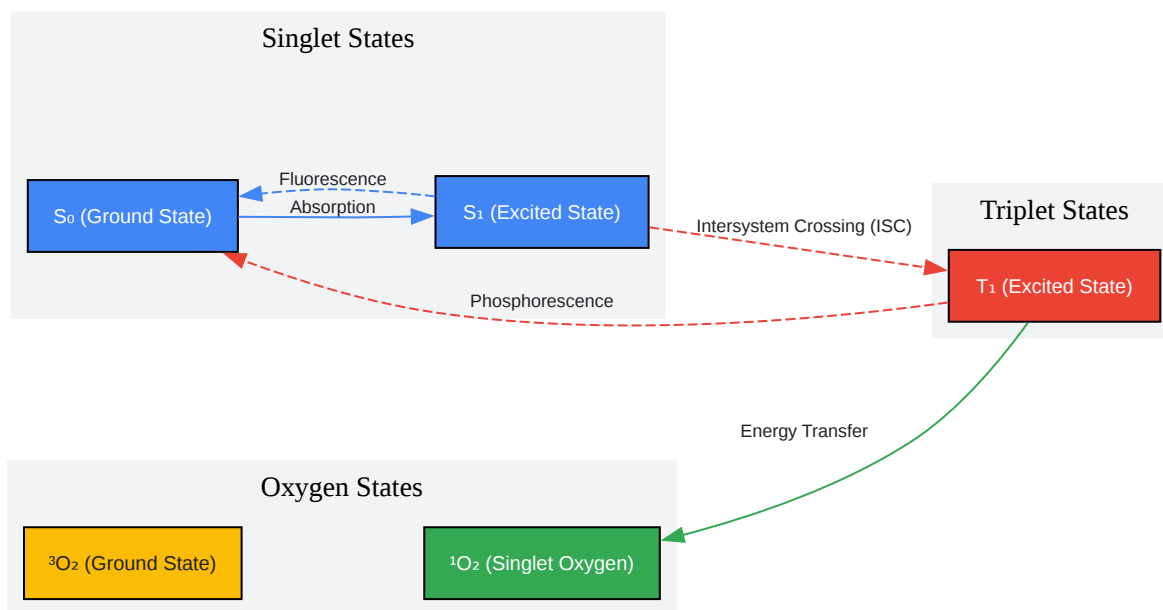 Singlet States
Fluorescence
Absorption
S₀ (Ground State)
S₁ (Excited State)
Intersystem Crossing (ISC)
Triplet States
T₁ (Excited State)
Phosphorescence
Energy Transfer
Oxygen States
³O₂ (Ground State)
¹O₂ (Singlet Oxygen)